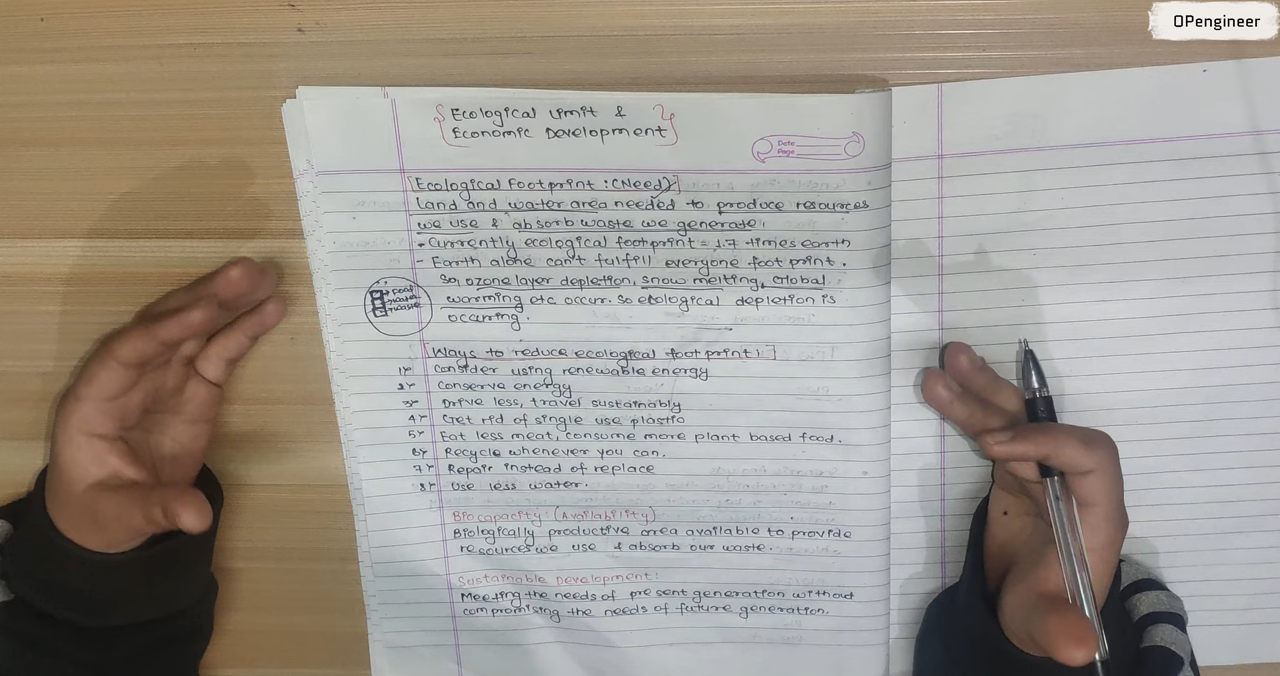 OPengineer
Ecological Limit &
Economic Development
Date
Page
Ecological Footprint : (Need)
Land and water area needed to produce resources
we use & absorb waste we generate.
- Currently ecological footprint = 1.7 times earth
- Earth alone can't fulfill everyone foot print.
So, ozone layer depletion, snow melting, Global
warming etc occur. So ecological depletion is
occuring.
Food
water
waste
Ways to reduce ecological footprint:
1) Consider using renewable energy
2) Conserve energy
3) Drive less, travel sustainably
4) Get rid of single use plastic
5) Eat less meat, consume more plant based food.
6) Recycle whenever you can.
7) Repair instead of replace
8) Use less water.
Biocapacity: (Availability)
Biologically productive area available to provide
resources we use & absorb our waste.
Sustainable Development:
Meeting the needs of present generation without
compromising the needs of future generation.